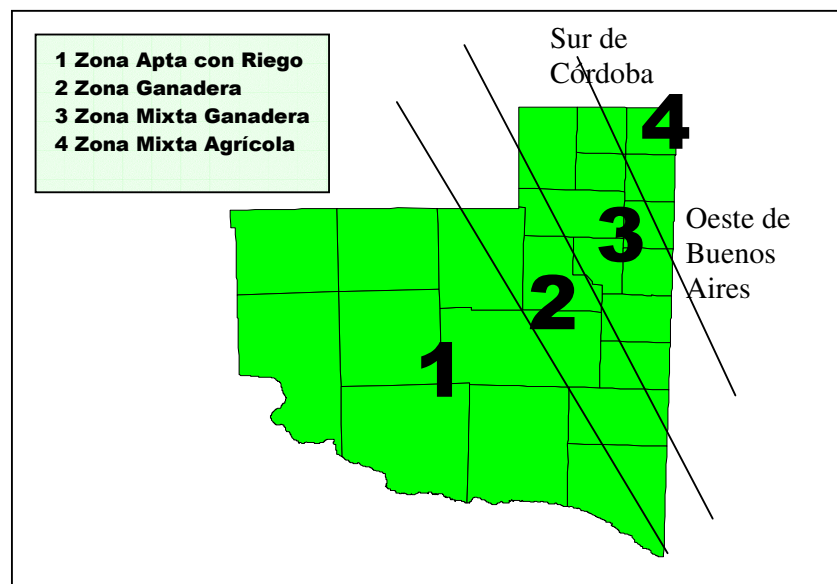 1 Zona Apta con Riego
2 Zona Ganadera
3 Zona Mixta Ganadera
4 Zona Mixta Agrícola
Sur de
Córdoba
4
3
Oeste de
Buenos
Aires
2
1